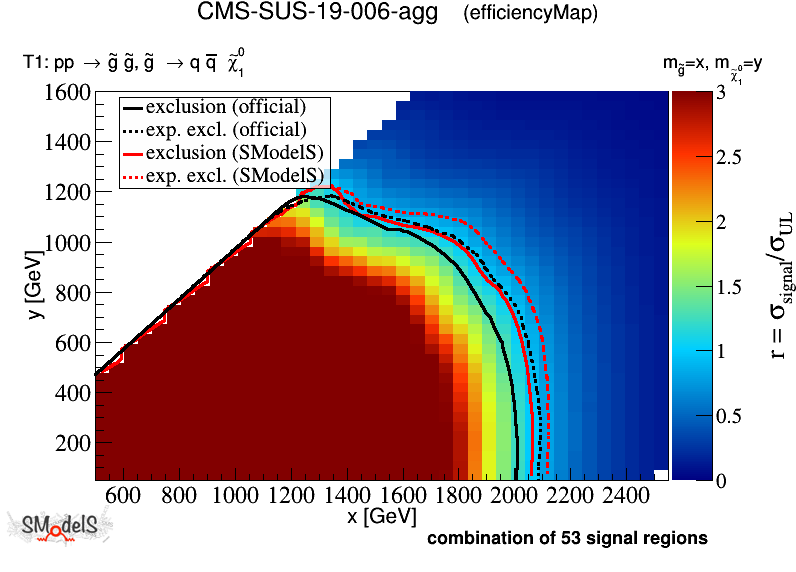 CMS-SUS-19-006-agg (efficiencyMap)
T1: pp → g̃ g̃, g̃ → q q̅ χ̃₁⁰
m_g̃=x, m_χ̃₁⁰=y
exclusion (official)
exp. excl. (official)
exclusion (SModelS)
exp. excl. (SModelS)
1600
1400
1200
1000
800
600
400
200
y [GeV]
600 800 1000 1200 1400 1600 1800 2000 2200 2400
x [GeV]
3
2.5
2
1.5
1
0.5
0
r = σ_signal/σ_UL
SModelS
combination of 53 signal regions